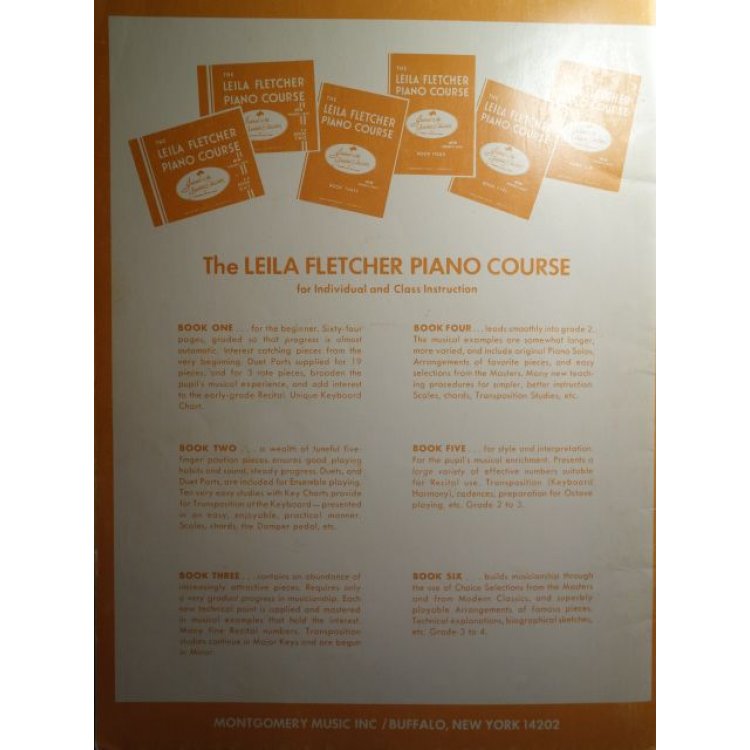 THE
LEILA FLETCHER
PIANO COURSE
THE
LEILA FLETCHER
PIANO COURSE
THE
LEILA FLETCHER
PIANO COURSE
BOOK THREE
THE
LEILA FLETCHER
PIANO COURSE
BOOK FOUR
THE
LEILA FLETCHER
PIANO COURSE
BOOK FIVE
FLETCHER
COURSE
The LEILA FLETCHER PIANO COURSE
for Individual and Class Instruction
BOOK ONE . . . for the beginner. Sixty-four
pages, graded so that progress is almost
automatic. Interest catching pieces from the
very beginning. Duet Parts supplied for 19
pieces, and for 3 rote pieces, broaden the
pupil's musical experience, and add interest
to the early-grade Recital. Unique Keyboard
Chart.
BOOK TWO . . . a wealth of tuneful five-
finger position pieces ensures good playing
habits and sound, steady progress. Duets, and
Duet Parts, are included for Ensemble playing.
Ten very easy studies with Key Charts provide
for Transposition at the Keyboard — presented
in an easy, enjoyable, practical manner.
Scales, chords, the Damper pedal, etc.
BOOK THREE . . . contains an abundance of
increasingly attractive pieces. Requires only
a very gradual progress in musicianship. Each
new technical point is applied and mastered
in musical examples that hold the interest.
Many fine Recital numbers. Transposition
studies continue in Major Keys and are begun
in Minor.
BOOK FOUR . . . leads smoothly into grade 2.
The musical examples are somewhat longer,
more varied, and include original Piano Solos,
Arrangements of favorite pieces, and easy
selections from the Masters. Many new teach-
ing procedures for simpler, better instruction:
Scales, chords, Transposition Studies, etc.
BOOK FIVE . . . for style and interpretation.
For the pupil's musical enrichment. Presents a
large variety of effective numbers suitable
for Recital use. Transposition (Keyboard
Harmony), cadences, preparation for Octave
playing, etc. Grade 2 to 3.
BOOK SIX . . . builds musicianship through
the use of Choice Selections from the Masters
and from Modern Classics, and superbly
playable Arrangements of famous pieces.
Technical explanations, biographical sketches,
etc. Grade 3 to 4.
MONTGOMERY MUSIC INC / BUFFALO, NEW YORK 14202